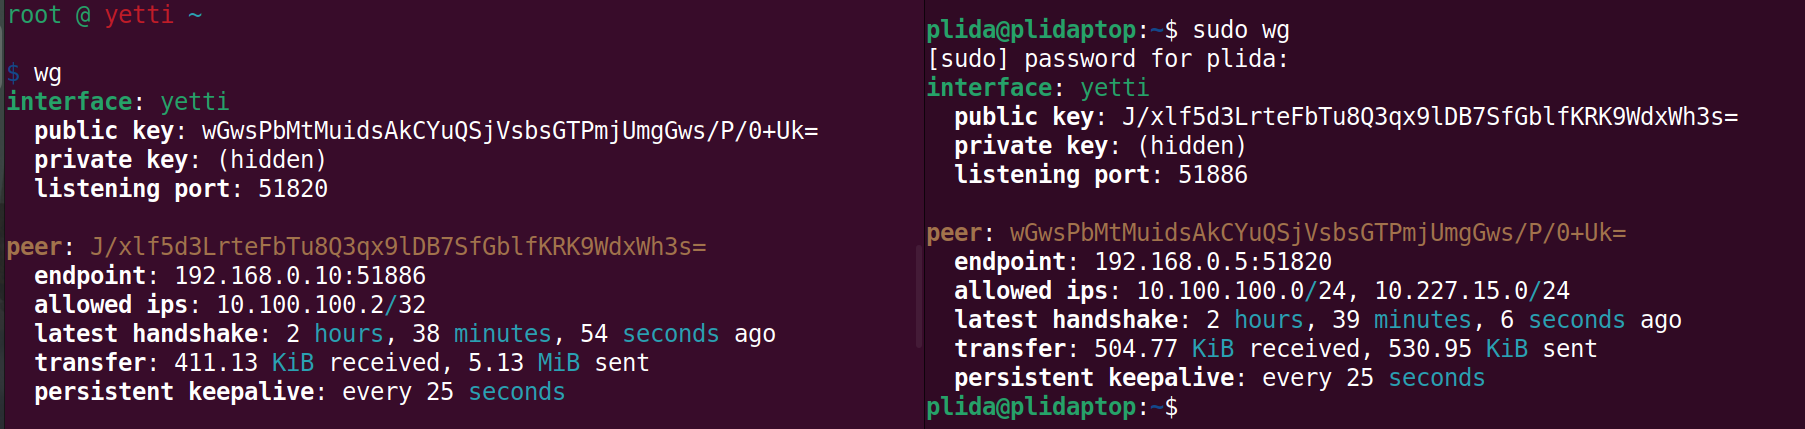 root @ yetti ~
$ wg
interface: yetti
public key: wGwsPbMtMuidsAkCYuQSjVsbsGTPmjUmgGws/P/0+Uk=
private key: (hidden)
listening port: 51820
peer: J/xlf5d3LrteFbTu8Q3qx9lDB7SfGblfKRK9WdxWh3s=
endpoint: 192.168.0.10:51886
allowed ips: 10.100.100.2/32
latest handshake: 2 hours, 38 minutes, 54 seconds ago
transfer: 411.13 KiB received, 5.13 MiB sent
persistent keepalive: every 25 seconds
plida@plidaptop:~$ sudo wg
[sudo] password for plida:
interface: yetti
public key: J/xlf5d3LrteFbTu8Q3qx9lDB7SfGblfKRK9WdxWh3s=
private key: (hidden)
listening port: 51886
peer: wGwsPbMtMuidsAkCYuQSjVsbsGTPmjUmgGws/P/0+Uk=
endpoint: 192.168.0.5:51820
allowed ips: 10.100.100.0/24, 10.227.15.0/24
latest handshake: 2 hours, 39 minutes, 6 seconds ago
transfer: 504.77 KiB received, 530.95 KiB sent
persistent keepalive: every 25 seconds
plida@plidaptop:~$